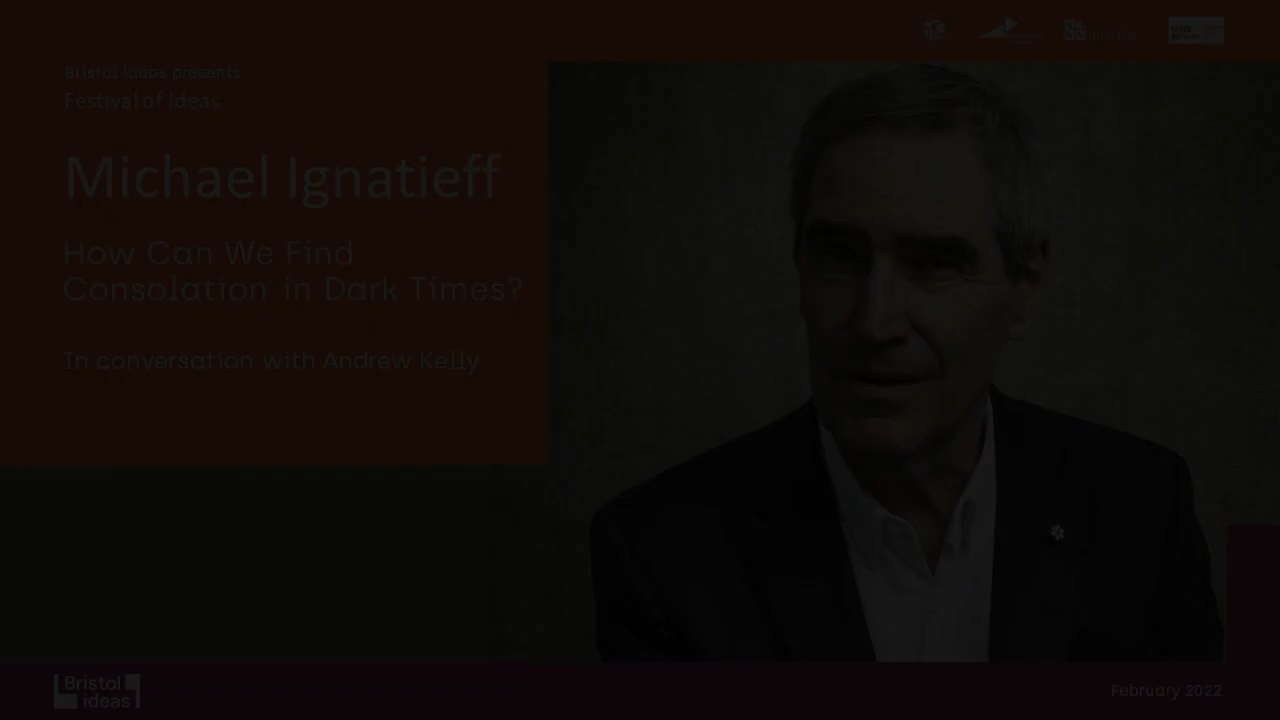 Bristol Ideas presents:
Festival of Ideas
Michael Ignatieff
How Can We Find
Consolation in Dark Times?
In conversation with Andrew Kelly
Bristol
ideas
February 2022